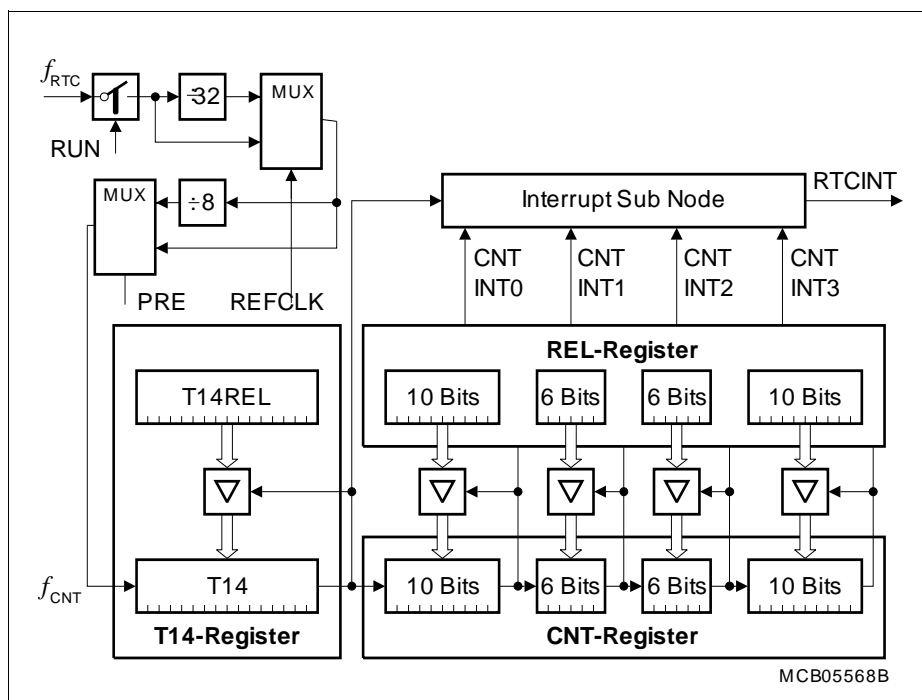 fRTC
RUN
÷32
MUX
MUX
÷8
PRE
REFCLK
Interrupt Sub Node
RTCINT
CNT
INT0
CNT
INT1
CNT
INT2
CNT
INT3
REL-Register
T14REL
10 Bits
6 Bits
6 Bits
10 Bits
fCNT
T14
10 Bits
6 Bits
6 Bits
10 Bits
T14-Register
CNT-Register
MCB05568B